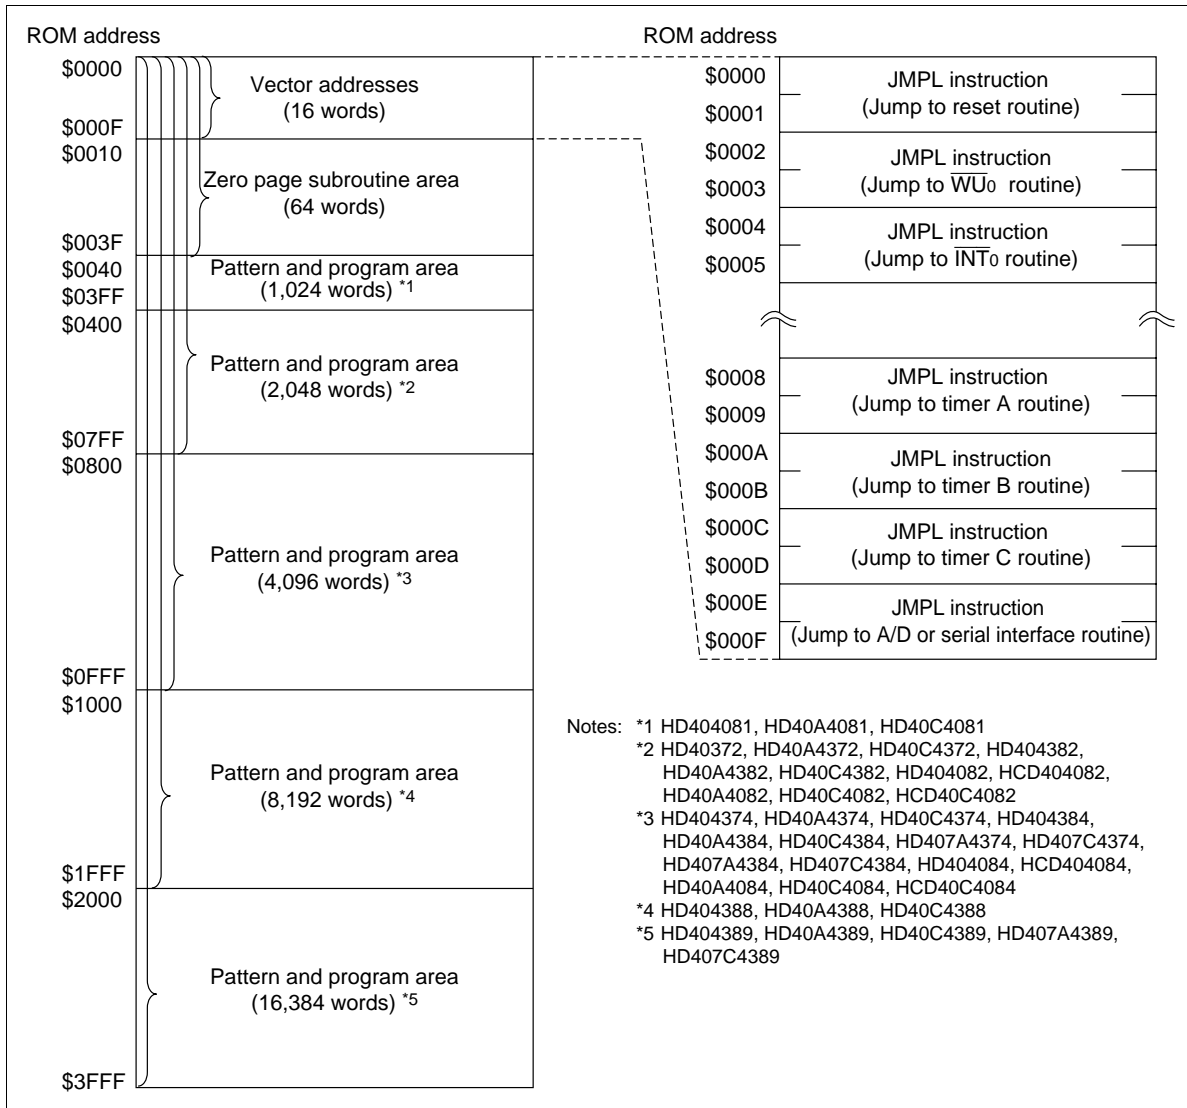 ROM address
$0000
Vector addresses
(16 words)
$000F
$0010
Zero page subroutine area
(64 words)
$003F
$0040
Pattern and program area
(1,024 words) *1
$03FF
$0400
Pattern and program area
(2,048 words) *2
$07FF
$0800
Pattern and program area
(4,096 words) *3
$0FFF
$1000
Pattern and program area
(8,192 words) *4
$1FFF
$2000
Pattern and program area
(16,384 words) *5
$3FFF
ROM address
$0000
JMPL instruction
(Jump to reset routine)
$0001
$0002
JMPL instruction
(Jump to W̅U̅0 routine)
$0003
$0004
JMPL instruction
(Jump to I̅N̅T̅0 routine)
$0005
$0008
JMPL instruction
(Jump to timer A routine)
$0009
$000A
JMPL instruction
(Jump to timer B routine)
$000B
$000C
JMPL instruction
(Jump to timer C routine)
$000D
$000E
JMPL instruction
(Jump to A/D or serial interface routine)
$000F
Notes: *1 HD404081, HD40A4081, HD40C4081
*2 HD40372, HD40A4372, HD40C4372, HD404382,
HD40A4382, HD40C4382, HD404082, HCD404082,
HD40A4082, HD40C4082, HCD40C4082
*3 HD404374, HD40A4374, HD40C4374, HD404384,
HD40A4384, HD40C4384, HD407A4374, HD407C4374,
HD407A4384, HD407C4384, HD404084, HCD404084,
HD40A4084, HD40C4084, HCD40C4084
*4 HD404388, HD40A4388, HD40C4388
*5 HD404389, HD40A4389, HD40C4389, HD407A4389,
HD407C4389